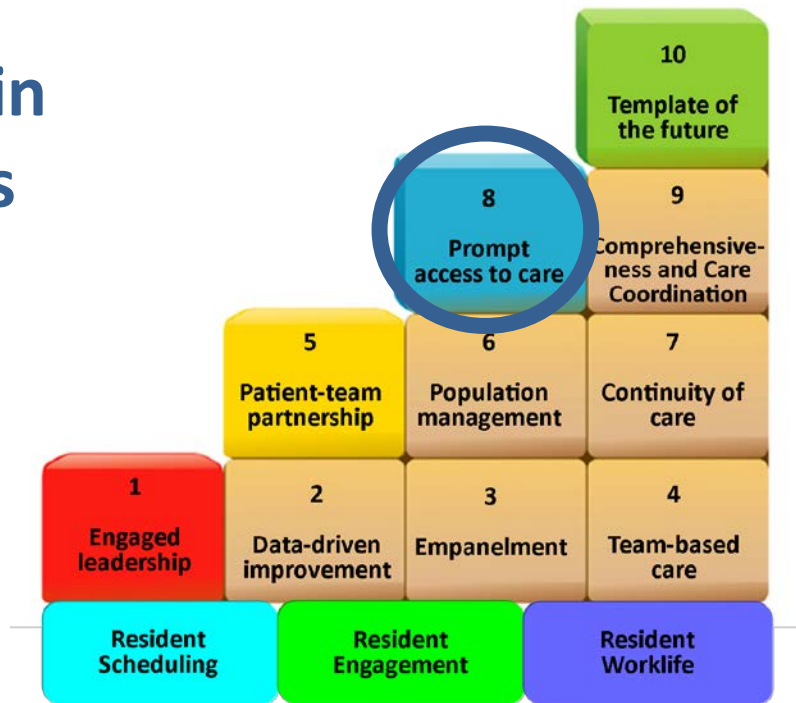 in
s
10
Template of
the future
8
Prompt
access to care
9
Comprehensive-
ness and Care
Coordination
5
Patient-team
partnership
6
Population
management
7
Continuity of
care
1
Engaged
leadership
2
Data-driven
improvement
3
Empanelment
4
Team-based
care
Resident
Scheduling
Resident
Engagement
Resident
Worklife